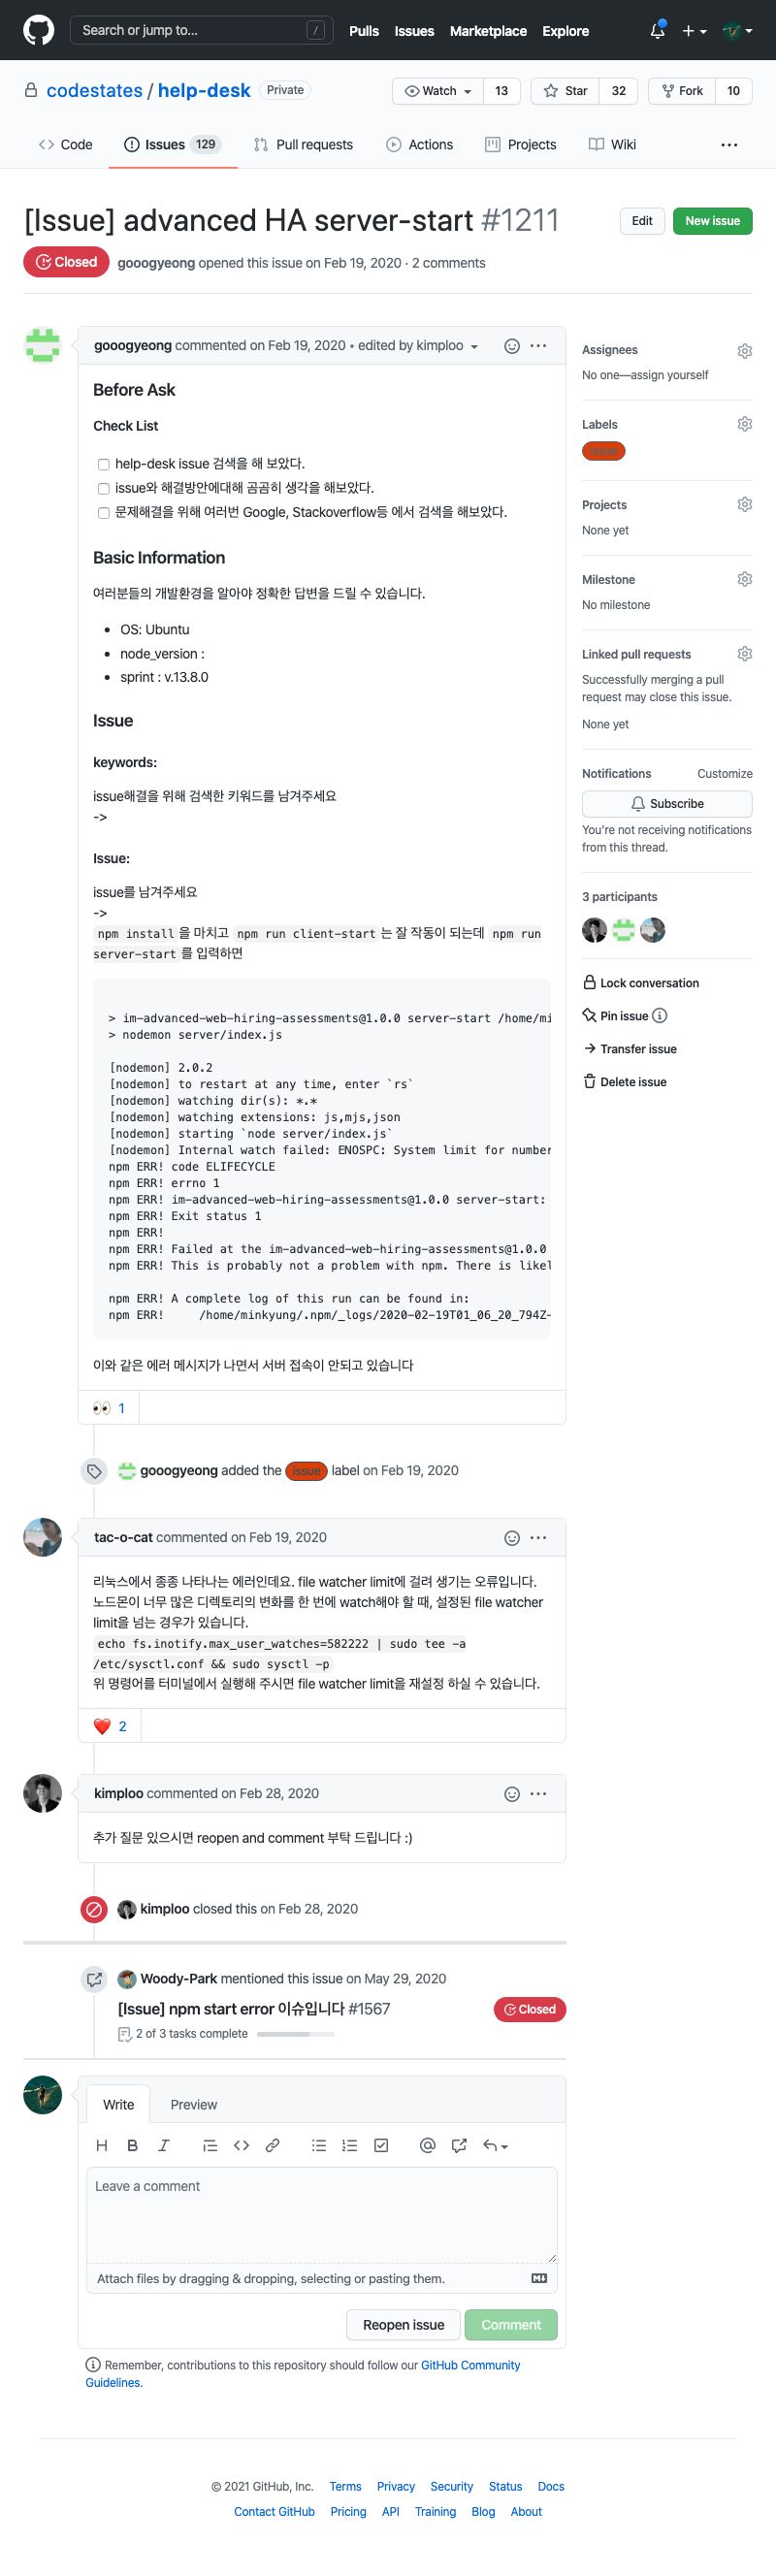 Search or jump to... /
Pulls Issues Marketplace Explore
codestates / help-desk Private
Watch 13 Star 32 Fork 10
Code Issues 129 Pull requests Actions Projects Wiki
[Issue] advanced HA server-start #1211
Edit New issue
Closed gooogyeong opened this issue on Feb 19, 2020 · 2 comments
gooogyeong commented on Feb 19, 2020 • edited by kimploo
Before Ask
Check List
help-desk issue 검색을 해 보았다.
issue와 해결방안에대해 곰곰히 생각을 해보았다.
문제해결을 위해 여러번 Google, Stackoverflow등 에서 검색을 해보았다.
Basic Information
여러분들의 개발환경을 알아야 정확한 답변을 드릴 수 있습니다.
OS: Ubuntu
node_version :
sprint : v.13.8.0
Issue
keywords:
issue해결을 위해 검색한 키워드를 남겨주세요
->
Issue:
issue를 남겨주세요
->
npm install 을 마치고 npm run client-start 는 잘 작동이 되는데 npm run
server-start 를 입력하면
> im-advanced-web-hiring-assessments@1.0.0 server-start /home/mi
> nodemon server/index.js
[nodemon] 2.0.2
[nodemon] to restart at any time, enter `rs`
[nodemon] watching dir(s): *.*
[nodemon] watching extensions: js,mjs,json
[nodemon] starting `node server/index.js`
[nodemon] Internal watch failed: ENOSPC: System limit for number
npm ERR! code ELIFECYCLE
npm ERR! errno 1
npm ERR! im-advanced-web-hiring-assessments@1.0.0 server-start:
npm ERR! Exit status 1
npm ERR!
npm ERR! Failed at the im-advanced-web-hiring-assessments@1.0.0
npm ERR! This is probably not a problem with npm. There is likel
npm ERR! A complete log of this run can be found in:
npm ERR! /home/minkyung/.npm/_logs/2020-02-19T01_06_20_794Z-
이와 같은 에러 메시지가 나면서 서버 접속이 안되고 있습니다
👀 1
gooogyeong added the issue label on Feb 19, 2020
tac-o-cat commented on Feb 19, 2020
리눅스에서 종종 나타나는 에러인데요. file watcher limit에 걸려 생기는 오류입니다.
노드몬이 너무 많은 디렉토리의 변화를 한 번에 watch해야 할 때, 설정된 file watcher
limit을 넘는 경우가 있습니다.
echo fs.inotify.max_user_watches=582222 | sudo tee -a
/etc/sysctl.conf && sudo sysctl -p
위 명령어를 터미널에서 실행해 주시면 file watcher limit을 재설정 하실 수 있습니다.
❤️ 2
kimploo commented on Feb 28, 2020
추가 질문 있으시면 reopen and comment 부탁 드립니다 :)
kimploo closed this on Feb 28, 2020
Woody-Park mentioned this issue on May 29, 2020
[Issue] npm start error 이슈입니다 #1567
Closed
2 of 3 tasks complete
Write Preview
Leave a comment
Attach files by dragging & dropping, selecting or pasting them.
Reopen issue Comment
Remember, contributions to this repository should follow our GitHub Community
Guidelines.
Assignees
No one—assign yourself
Labels
issue
Projects
None yet
Milestone
No milestone
Linked pull requests
Successfully merging a pull
request may close this issue.
None yet
Notifications Customize
Subscribe
You're not receiving notifications
from this thread.
3 participants
Lock conversation
Pin issue
Transfer issue
Delete issue
© 2021 GitHub, Inc. Terms Privacy Security Status Docs
Contact GitHub Pricing API Training Blog About